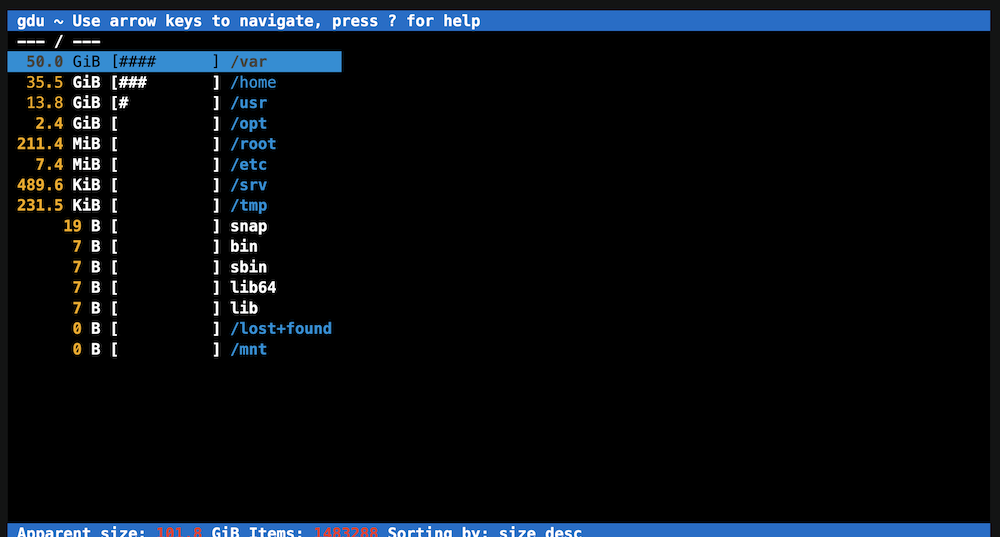 gdu ~ Use arrow keys to navigate, press ? for help
--- / ---
50.0 GiB [####      ] /var
35.5 GiB [###       ] /home
13.8 GiB [#         ] /usr
2.4 GiB [          ] /opt
211.4 MiB [          ] /root
7.4 MiB [          ] /etc
489.6 KiB [          ] /srv
231.5 KiB [          ] /tmp
19 B [          ] snap
7 B [          ] bin
7 B [          ] sbin
7 B [          ] lib64
7 B [          ] lib
0 B [          ] /lost+found
0 B [          ] /mnt
Apparent size: 101.8 GiB Items: 1483288 Sorting by: size desc